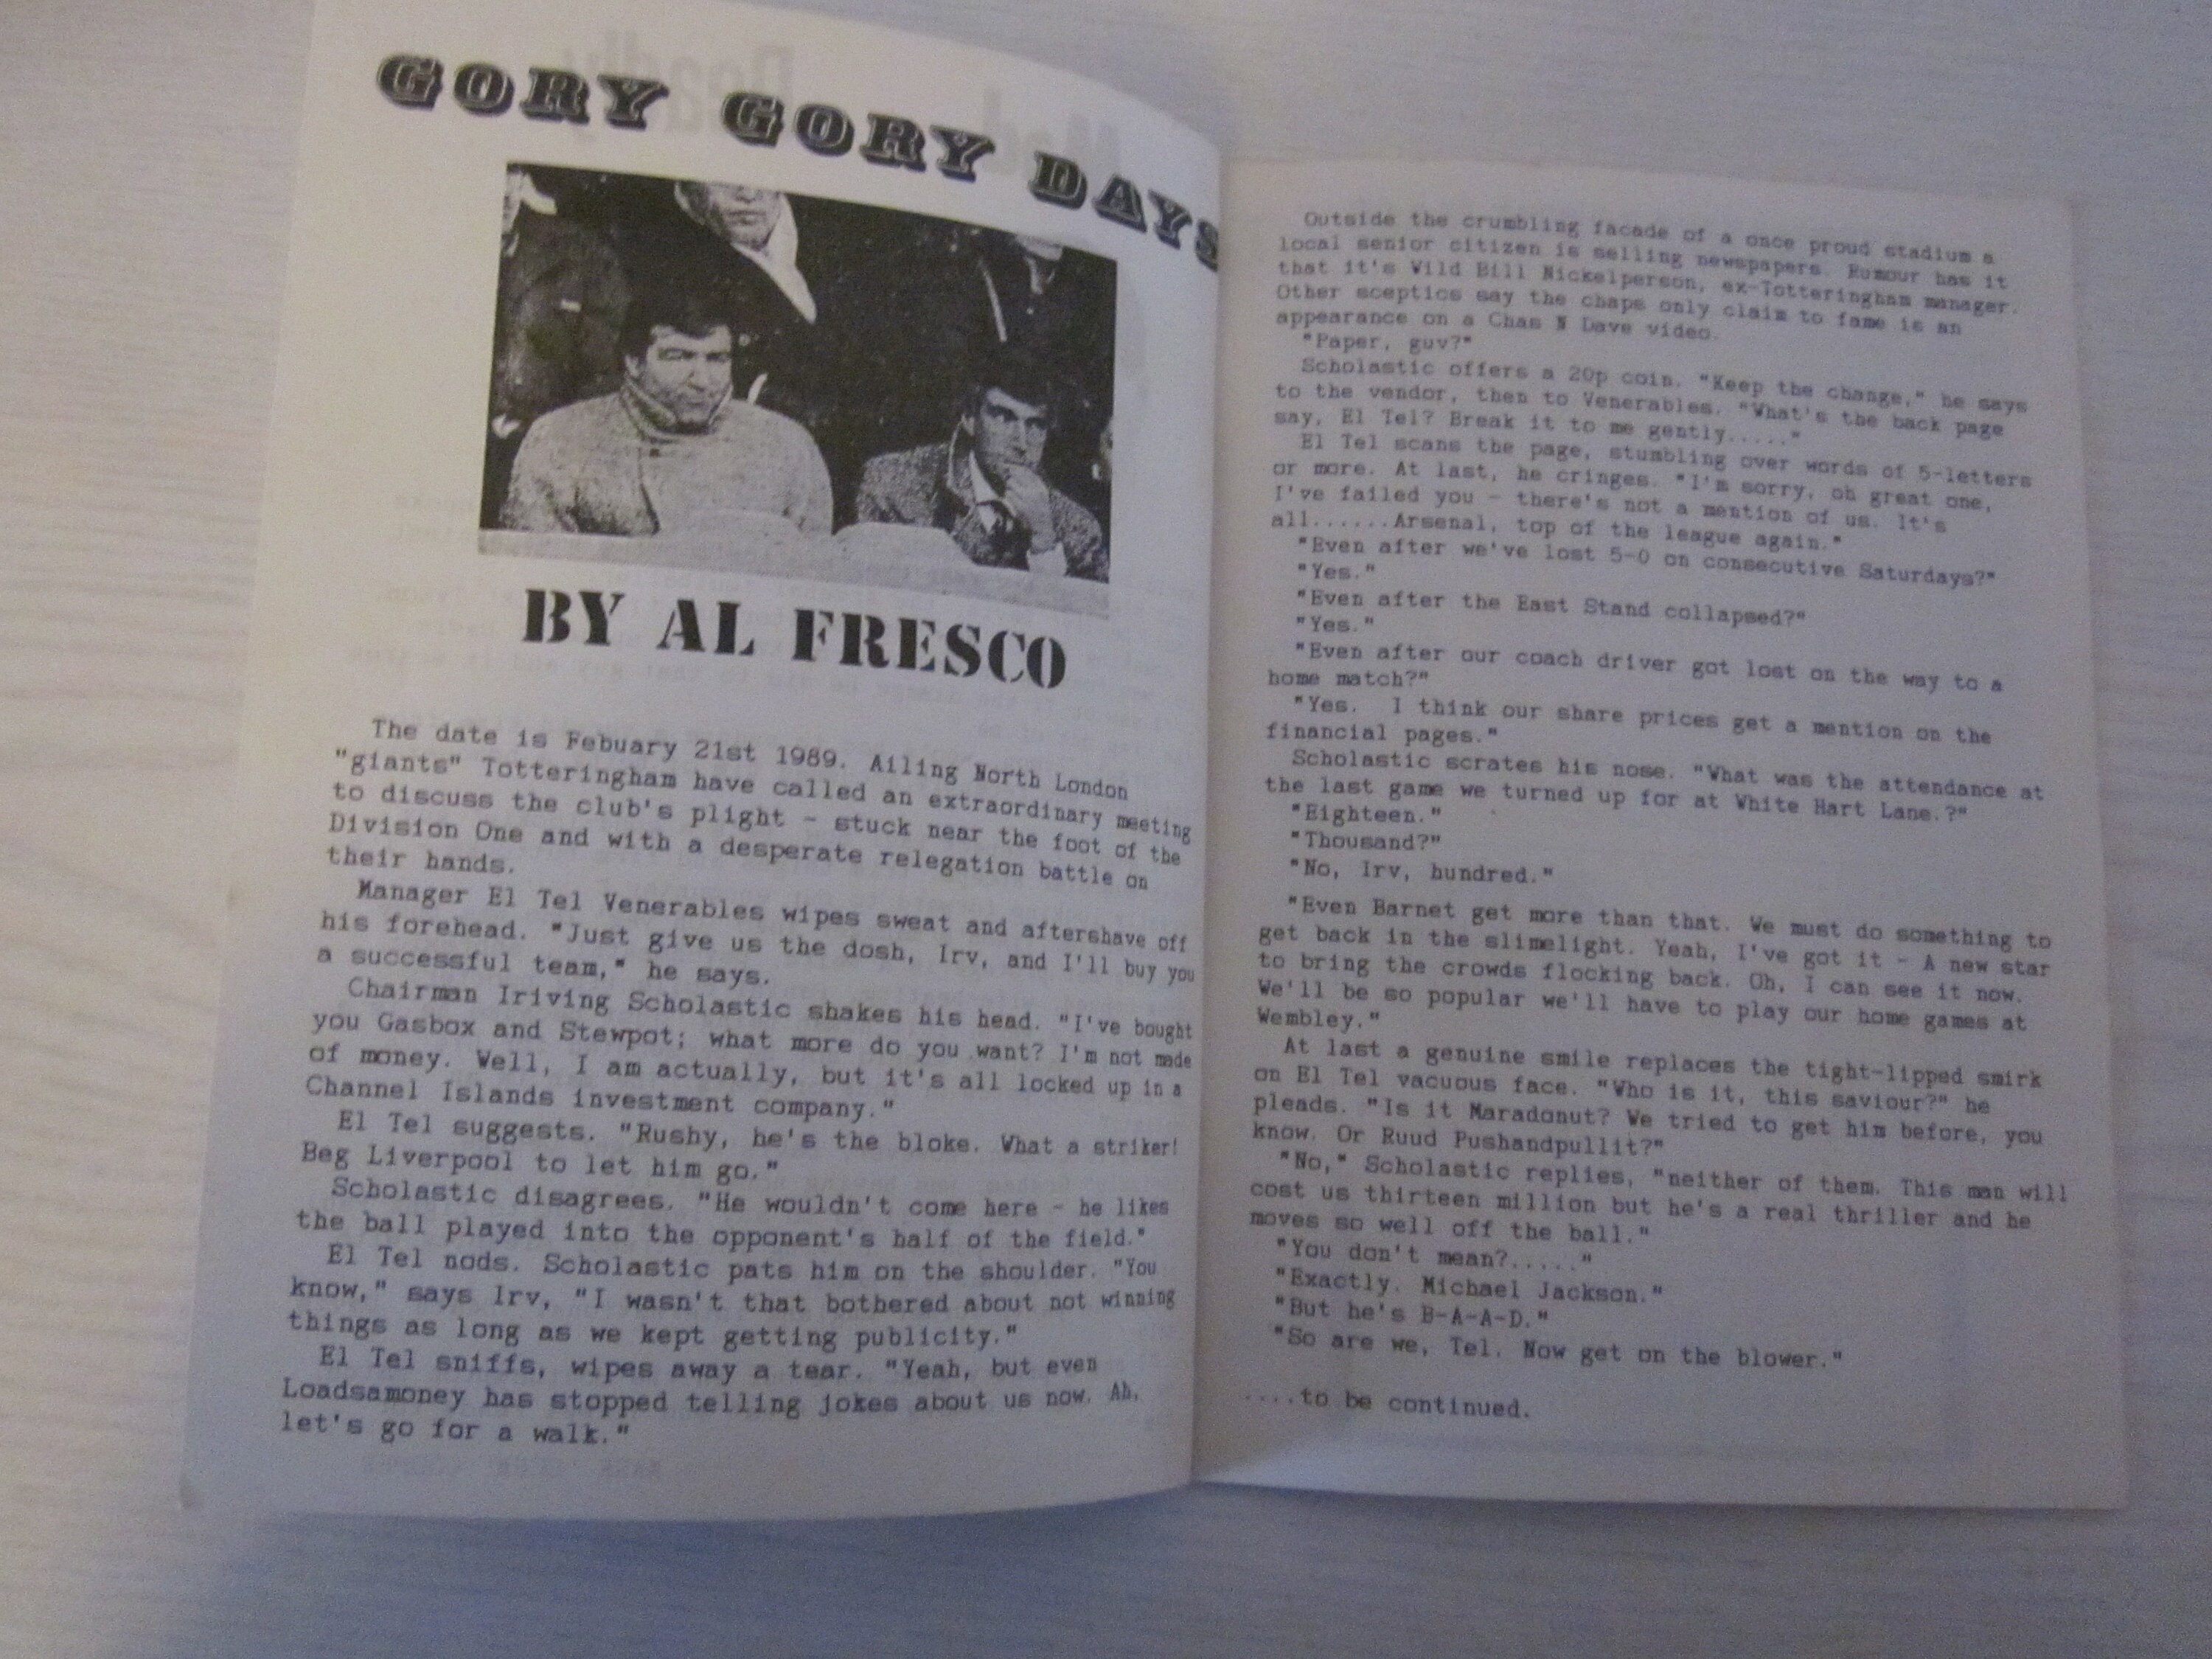 GORY GORY DAYS
BY AL FRESCO
The date is Febuary 21st 1989. Ailing North London
"giants" Totteringham have called an extraordinary meeting
to discuss the club's plight - stuck near the foot of the
Division One and with a desperate relegation battle on
their hands.
Manager El Tel Venerables wipes sweat and aftershave off
his forehead. "Just give us the dosh, Irv, and I'll buy you
a successful team," he says.
Chairman Iriving Scholastic shakes his head. "I've bought
you Gasbox and Stewpot; what more do you want? I'm not made
of money. Well, I am actually, but it's all locked up in a
Channel Islands investment company."
El Tel suggests. "Rushy, he's the bloke. What a striker!
Beg Liverpool to let him go."
Scholastic disagrees. "He wouldn't come here - he likes
the ball played into the opponent's half of the field."
El Tel nods. Scholastic pats him on the shoulder. "You
know," says Irv, "I wasn't that bothered about not winning
things as long as we kept getting publicity."
El Tel sniffs, wipes away a tear. "Yeah, but even
Loadsamoney has stopped telling jokes about us now. Ah,
let's go for a walk."
Outside the crumbling facade of a once proud stadium a
local senior citizen is selling newspapers. Rumour has it
that it's Wild Bill Nickelperson, ex-Totteringham manager.
Other sceptics say the chaps only claim to fame is an
appearance on a Chas N Dave video.
"Paper, guv?"
Scholastic offers a 20p coin. "Keep the change," he says
to the vendor, then to Venerables. "What's the back page
say, El Tel? Break it to me gently....."
El Tel scans the page, stumbling over words of 5-letters
or more. At last, he cringes. "I'm sorry, oh great one,
I've failed you - there's not a mention of us. It's
all......Arsenal, top of the league again."
"Even after we've lost 5-0 on consecutive Saturdays?"
"Yes."
"Even after the East Stand collapsed?"
"Yes."
"Even after our coach driver got lost on the way to a
home match?"
"Yes. I think our share prices get a mention on the
financial pages."
Scholastic scrates his nose. "What was the attendance at
the last game we turned up for at White Hart Lane.?"
"Eighteen."
"Thousand?"
"No, Irv, hundred."
"Even Barnet get more than that. We must do something to
get back in the slimelight. Yeah, I've got it - A new star
to bring the crowds flocking back. Oh, I can see it now.
We'll be so popular we'll have to play our home games at
Wembley."
At last a genuine smile replaces the tight-lipped smirk
on El Tel vacuous face. "Who is it, this saviour?" he
pleads. "Is it Maradonut? We tried to get him before, you
know. Or Ruud Pushandpullit?"
"No," Scholastic replies, "neither of them. This man will
cost us thirteen million but he's a real thriller and he
moves so well off the ball."
"You don't mean?....."
"Exactly. Michael Jackson."
"But he's B-A-A-D."
"So are we, Tel. Now get on the blower."
....to be continued.